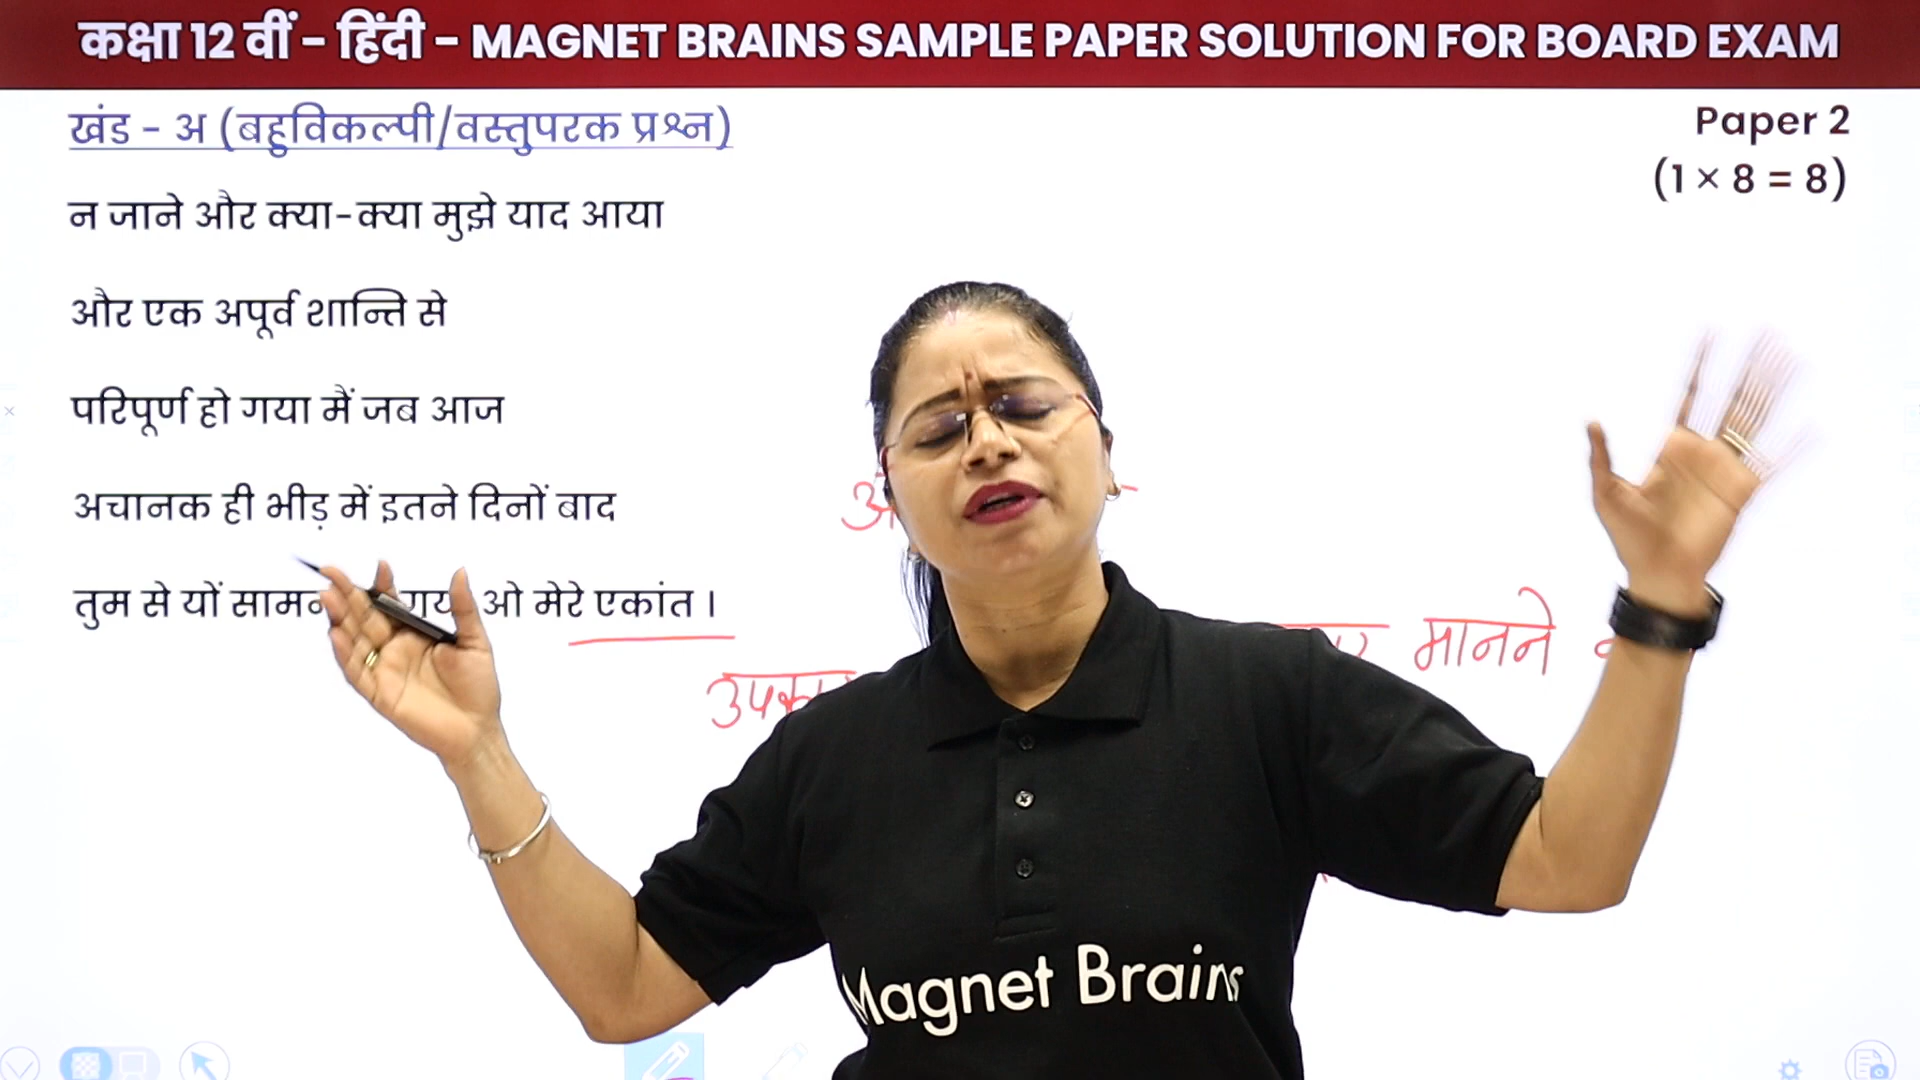 कक्षा 12 वीं – हिंदी – MAGNET BRAINS SAMPLE PAPER SOLUTION FOR BOARD EXAM
खंड - अ (बहुविकल्पी/वस्तुपरक प्रश्न)
Paper 2
(1 × 8 = 8)
न जाने और क्या-क्या मुझे याद आया
और एक अपूर्व शान्ति से
परिपूर्ण हो गया मैं जब आज
अचानक ही भीड़ में इतने दिनों बाद
तुम से यों ओ मेरे एकांत ।
मानने
Magnet Brains